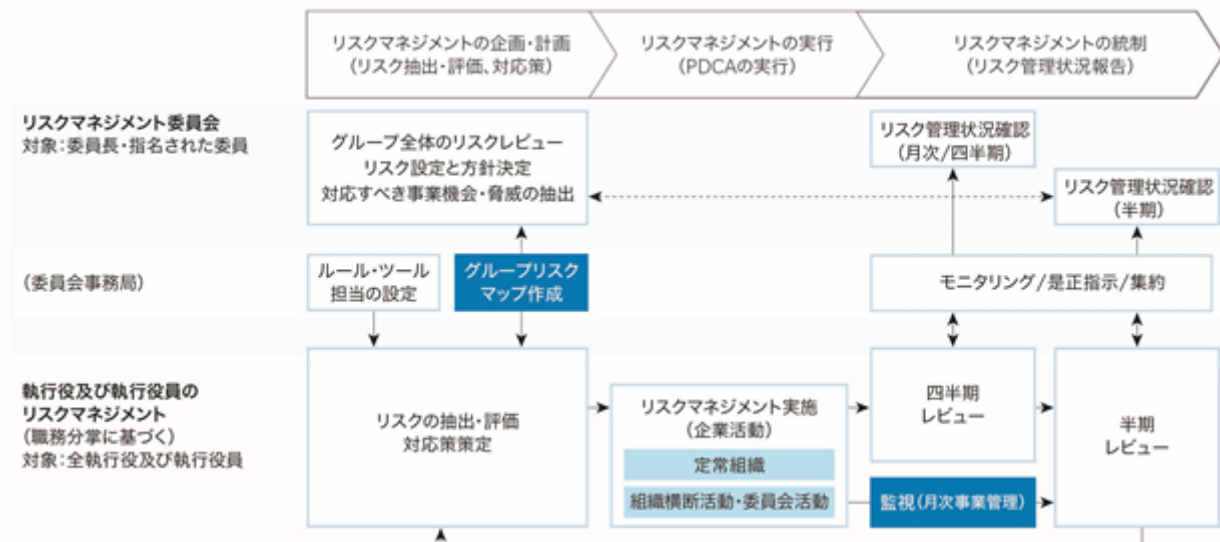 リスクマネジメントの企画・計画
(リスク抽出・評価、対応策)
リスクマネジメントの実行
(PDCAの実行)
リスクマネジメントの統制
(リスク管理状況報告)
リスクマネジメント委員会
対象:委員長・指名された委員
グループ全体のリスクレビュー
リスク設定と方針決定
対応すべき事業機会・脅威の抽出
リスク管理状況確認
(月次/四半期)
リスク管理状況確認
(半期)
(委員会事務局)
ルール・ツール
担当の設定
グループリスク
マップ作成
モニタリング/是正指示/集約
執行役及び執行役員の
リスクマネジメント
(職務分掌に基づく)
対象:全執行役及び執行役員
リスクの抽出・評価
対応策策定
リスクマネジメント実施
(企業活動)
定常組織
組織横断活動・委員会活動
四半期
レビュー
監視(月次事業管理)
半期
レビュー